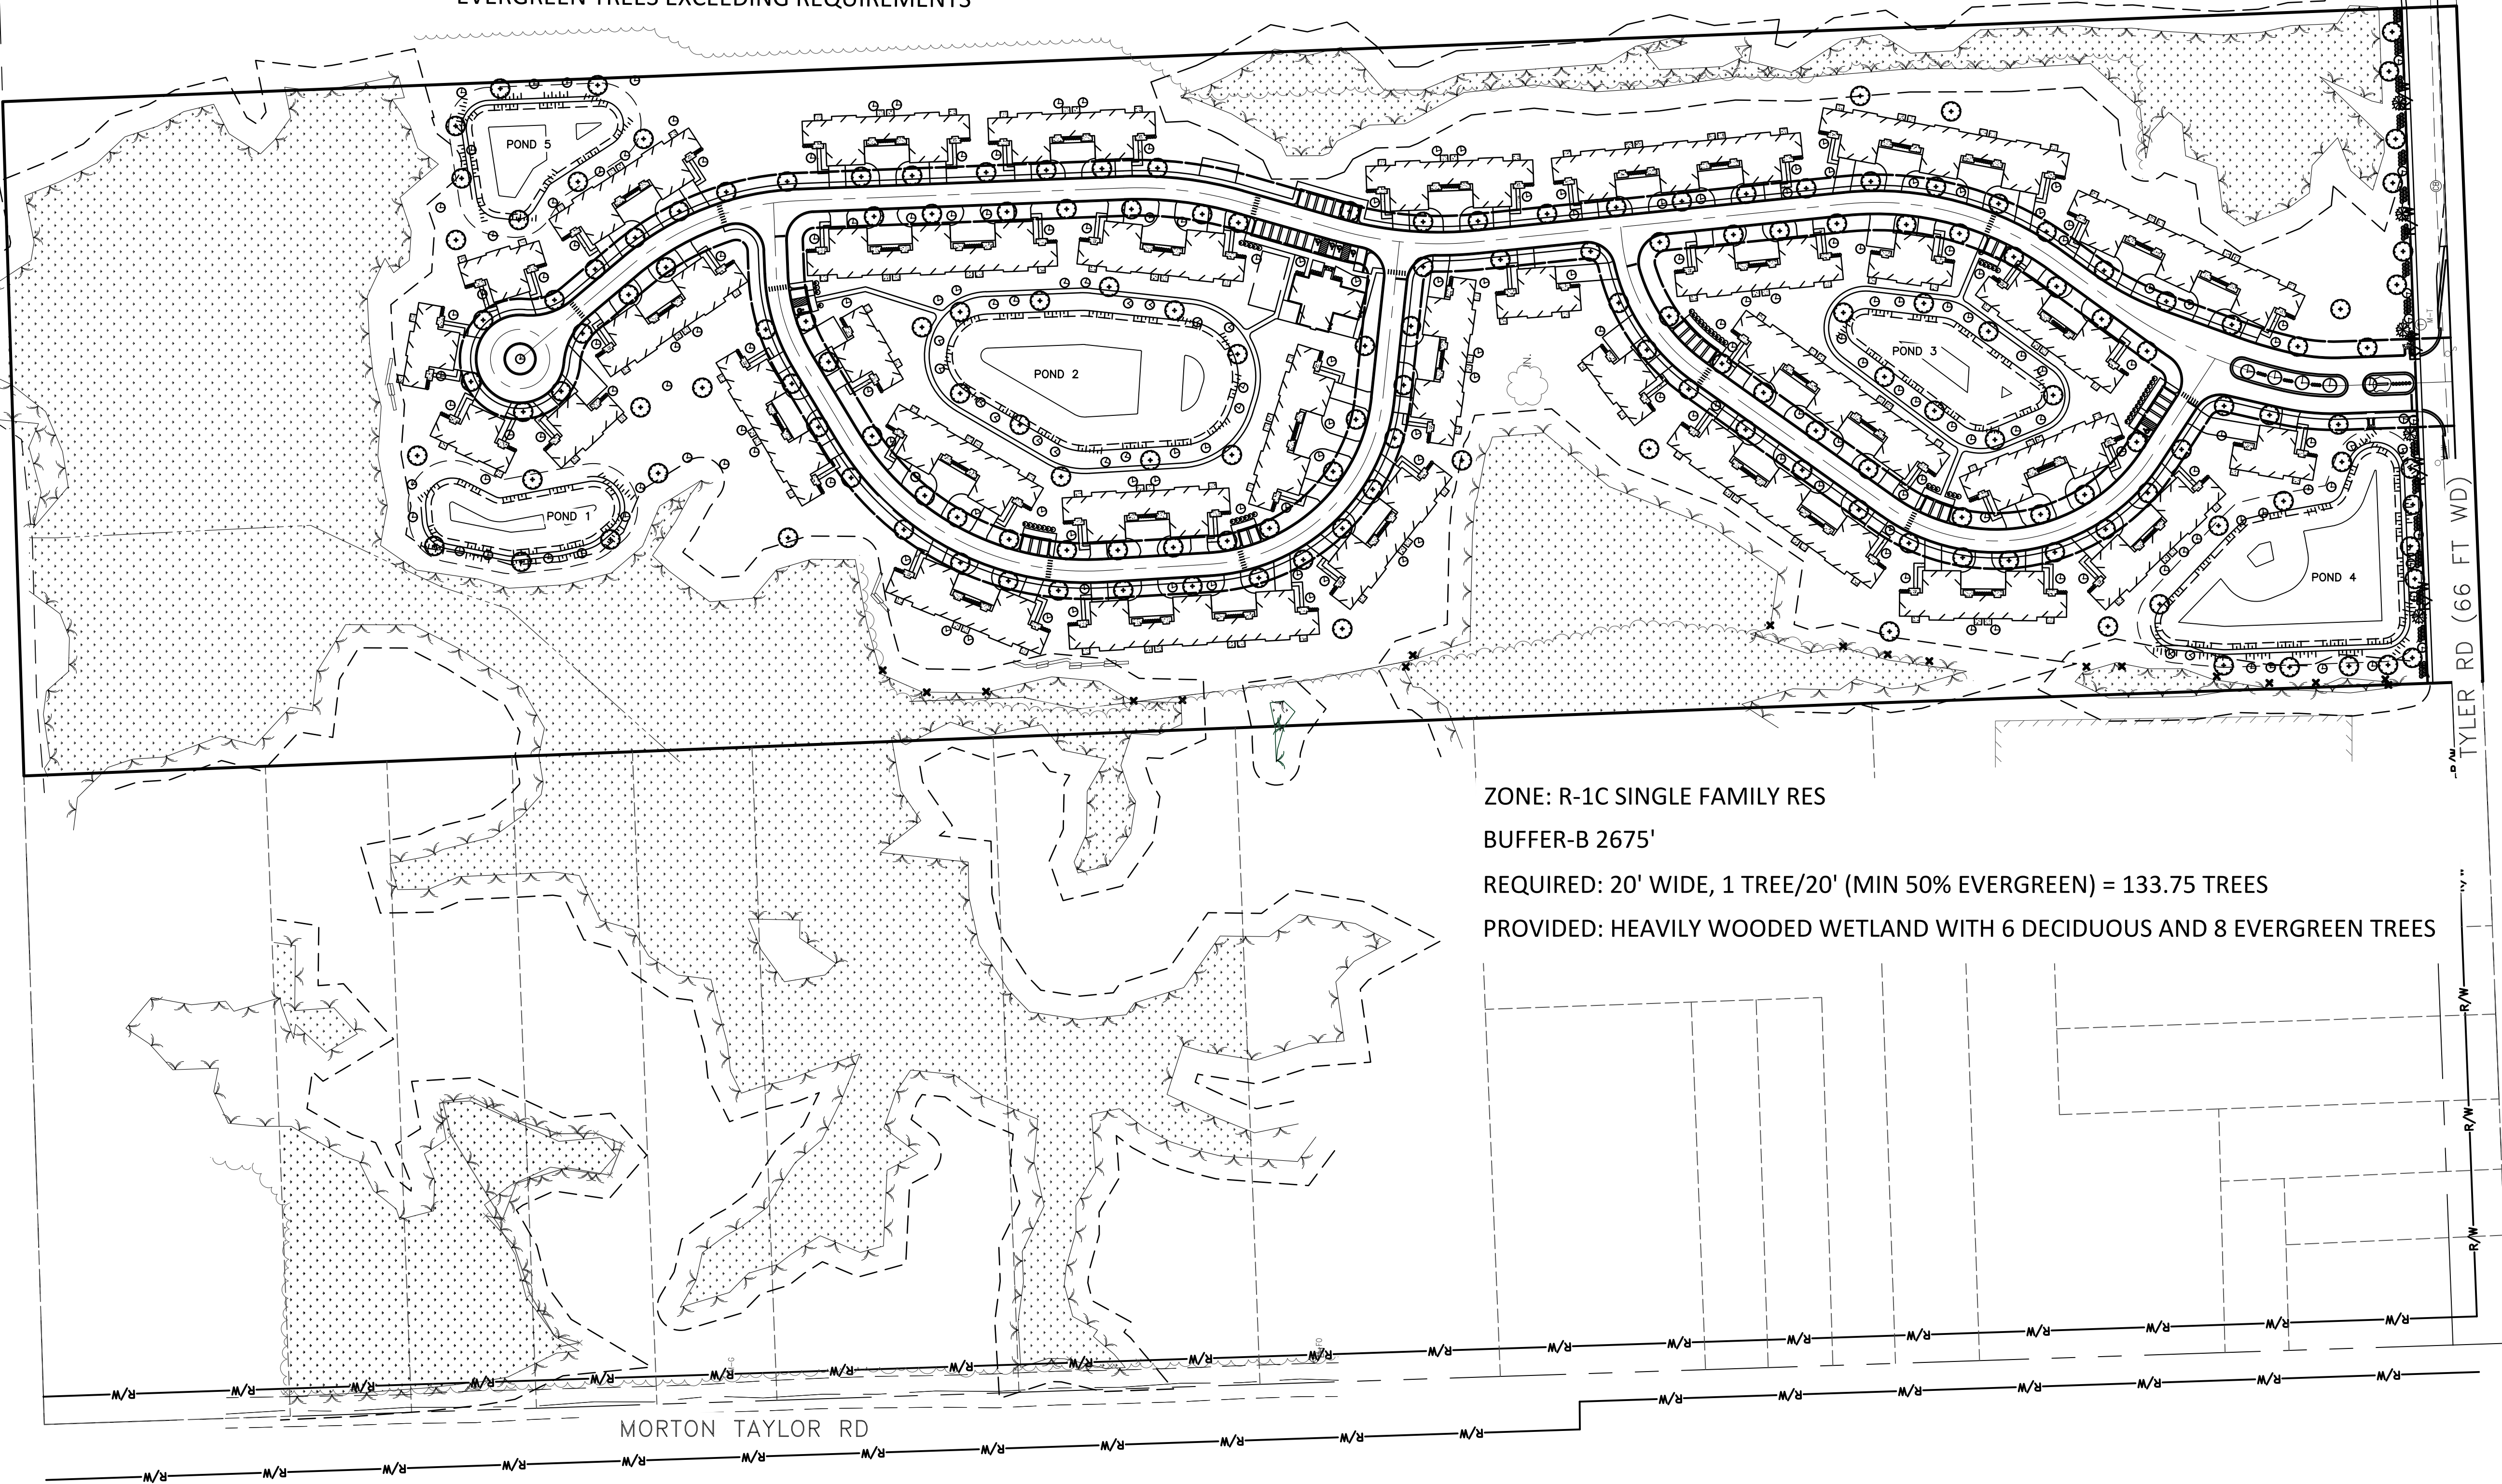 EVERGREEN TREES EXCEEDING REQUIREMENTS
POND 5
POND 2
POND 3
POND 1
POND 4
TYLER RD (66 FT WD)
R/W
ZONE: R-1C SINGLE FAMILY RES
BUFFER-B 2675'
REQUIRED: 20' WIDE, 1 TREE/20' (MIN 50% EVERGREEN) = 133.75 TREES
PROVIDED: HEAVILY WOODED WETLAND WITH 6 DECIDUOUS AND 8 EVERGREEN TREES
R/W
R/W
R/W
R/W R/W R/W R/W R/W R/W R/W R/W R/W R/W R/W R/W R/W R/W R/W R/W R/W R/W R/W R/W
R/W R/W R/W R/W R/W R/W R/W
MORTON TAYLOR RD
R/W R/W R/W R/W R/W R/W R/W R/W R/W R/W R/W R/W